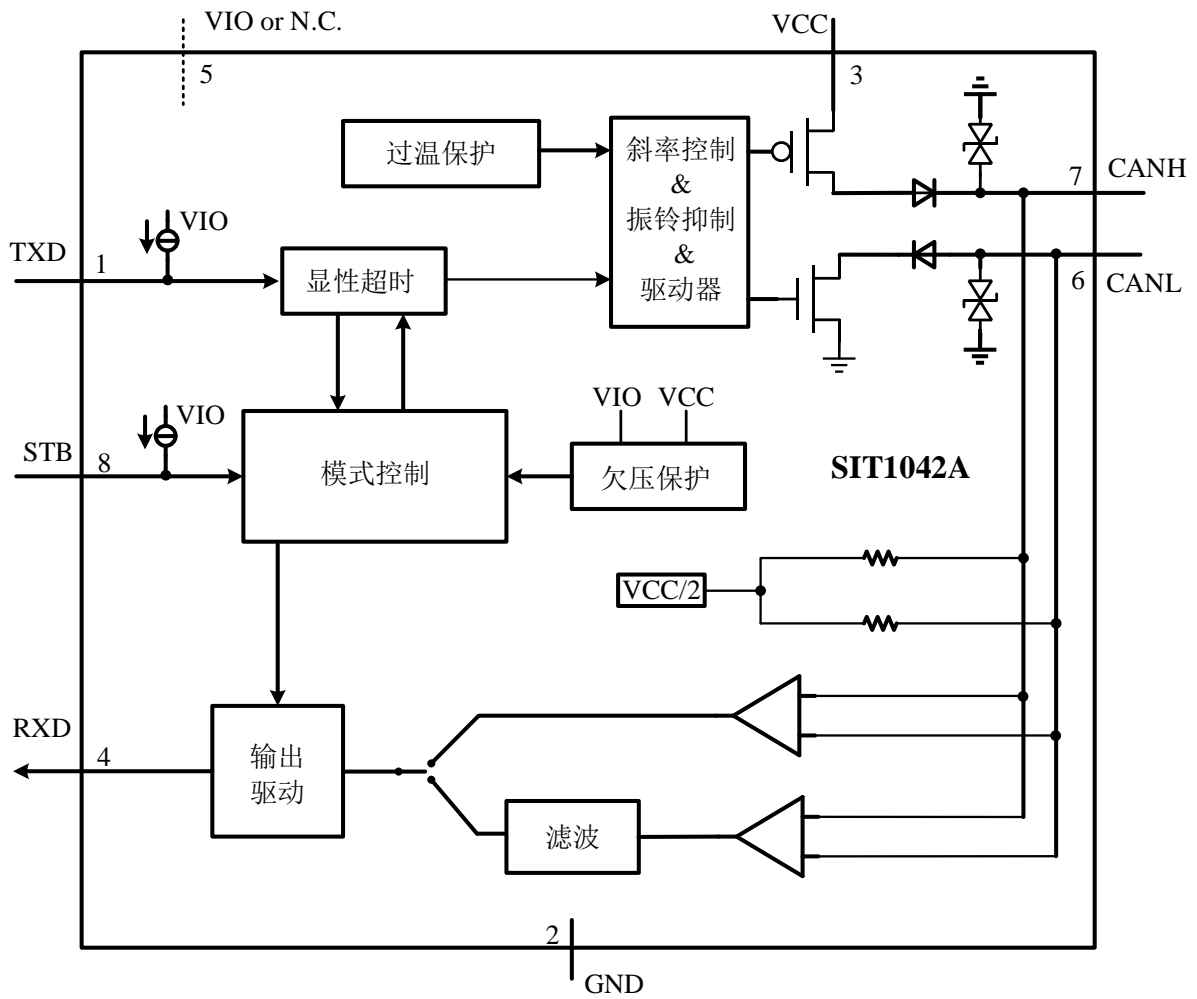 VIO or N.C.
VCC
5
3
过温保护
斜率控制
&
振铃抑制
&
驱动器
7
CANH
VIO
TXD
1
显性超时
6
CANL
VIO
VIO
VCC
STB
8
模式控制
欠压保护
SIT1042A
VCC/2
RXD
4
输出
驱动
滤波
2
GND